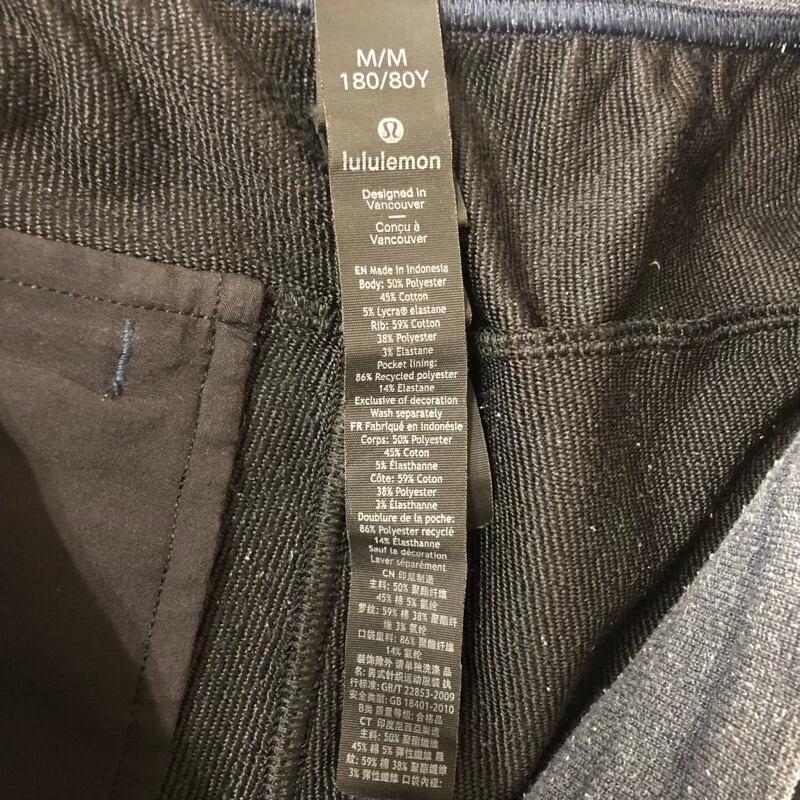 M/M
180/80Y
lululemon
Designed in
Vancouver
—
Conçu à
Vancouver
EN Made in Indonesia
Body: 50% Polyester
45% Cotton
5% Lycra® elastane
Rib: 59% Cotton
38% Polyester
3% Elastane
Pocket lining:
86% Recycled polyester
14% Elastane
Exclusive of decoration
Wash separately
FR Fabriqué en Indonésie
Corps: 50% Polyester
45% Coton
5% Élasthanne
Côte: 59% Coton
38% Polyester
3% Élasthanne
Doublure de la poche:
86% Polyester recyclé
14% Élasthanne
Sauf la décoration
Laver séparément
CN 印尼制造
主料: 50% 聚酯纤维
45% 棉 5% 氨纶
罗纹: 59% 棉 38% 聚酯纤
维 3% 氨纶
口袋里料: 86% 聚酯纤维
14% 氨纶
装饰除外 请单独洗涤 品
名: 男式针织运动服装 执
行标准: GB/T 22853-2009
安全类别: GB 18401-2010
B类 质量等级: 合格品
CT 印度尼西亞製造
主料: 50% 聚酯纖維
45% 棉 5% 彈性纖維 羅
紋: 59% 棉 38% 聚酯纖維
3% 彈性纖維 口袋內裡: